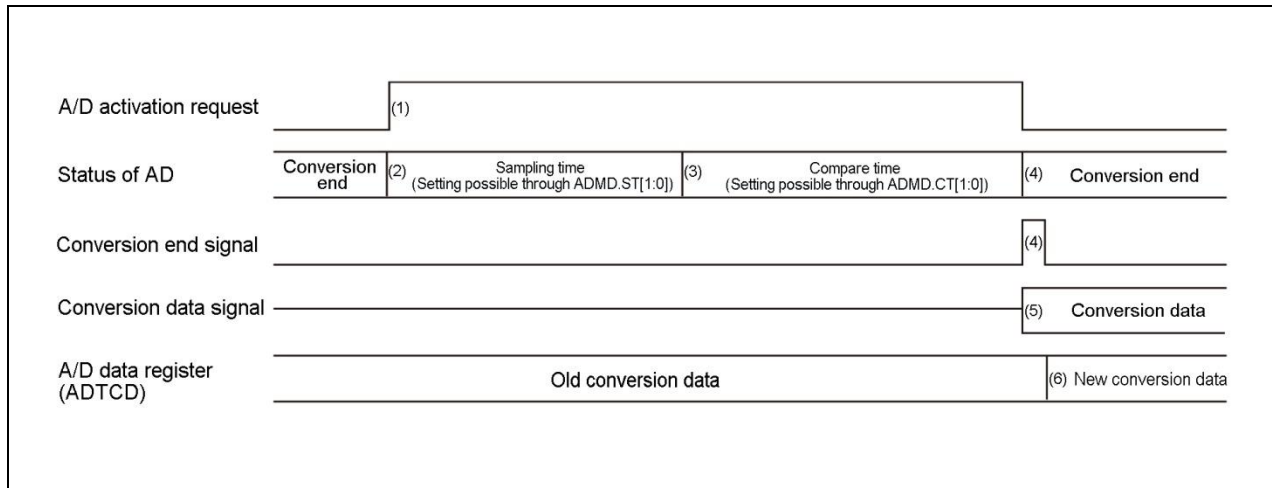 A/D activation request
(1)
Status of AD
Conversion
end
(2)
Sampling time
(Setting possible through ADMD.ST[1:0])
(3)
Compare time
(Setting possible through ADMD.CT[1:0])
(4)
Conversion end
Conversion end signal
(4)
Conversion data signal
(5)
Conversion data
A/D data register
(ADTCD)
Old conversion data
(6)
New conversion data